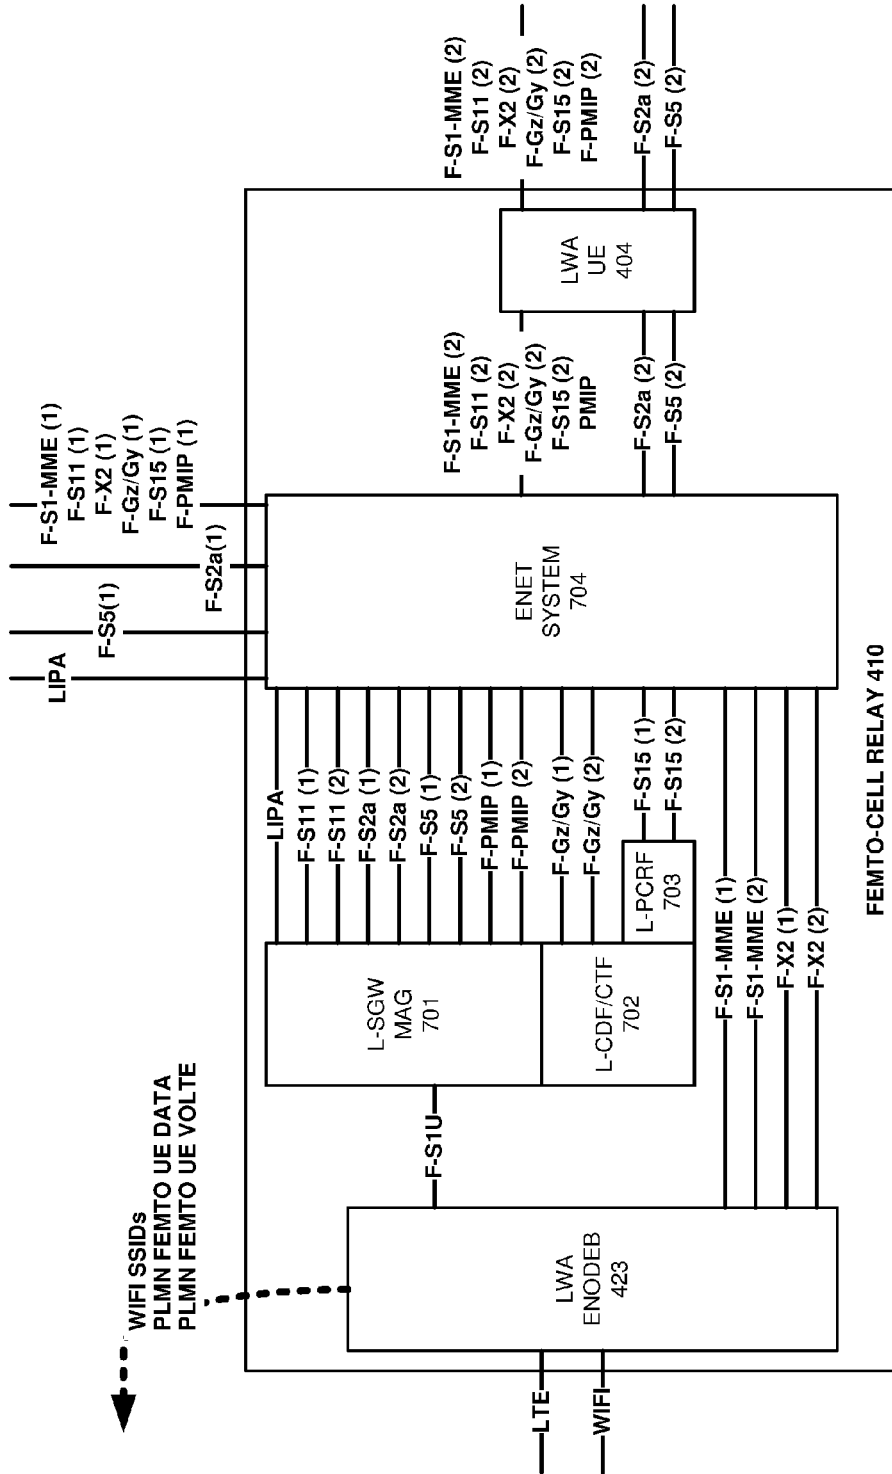 WIFI SSIDs
PLMN FEMTO UE DATA
PLMN FEMTO UE VOLTE
LIPA
F-S5(1)
F-S2a(1)
F-S1-MME (1)
F-S11 (1)
F-X2 (1)
F-Gz/Gy (1)
F-S15 (1)
F-PMIP (1)
LTE
WIFI
LWA
ENODEB
423
F-S1U
L-SGW
MAG
701
L-CDF/CTF
702
L-PCRF
703
LIPA
F-S11 (1)
F-S11 (2)
F-S2a (1)
F-S2a (2)
F-S5 (1)
F-S5 (2)
F-PMIP (1)
F-PMIP (2)
F-Gz/Gy (1)
F-Gz/Gy (2)
F-S15 (1)
F-S15 (2)
F-S1-MME (1)
F-S1-MME (2)
F-X2 (1)
F-X2 (2)
ENET
SYSTEM
704
F-S1-MME (2)
F-S11 (2)
F-X2 (2)
F-Gz/Gy (2)
F-S15 (2)
PMIP
F-S2a (2)
F-S5 (2)
LWA
UE
404
F-S1-MME (2)
F-S11 (2)
F-X2 (2)
F-Gz/Gy (2)
F-S15 (2)
F-PMIP (2)
F-S2a (2)
F-S5 (2)
FEMTO-CELL RELAY 410